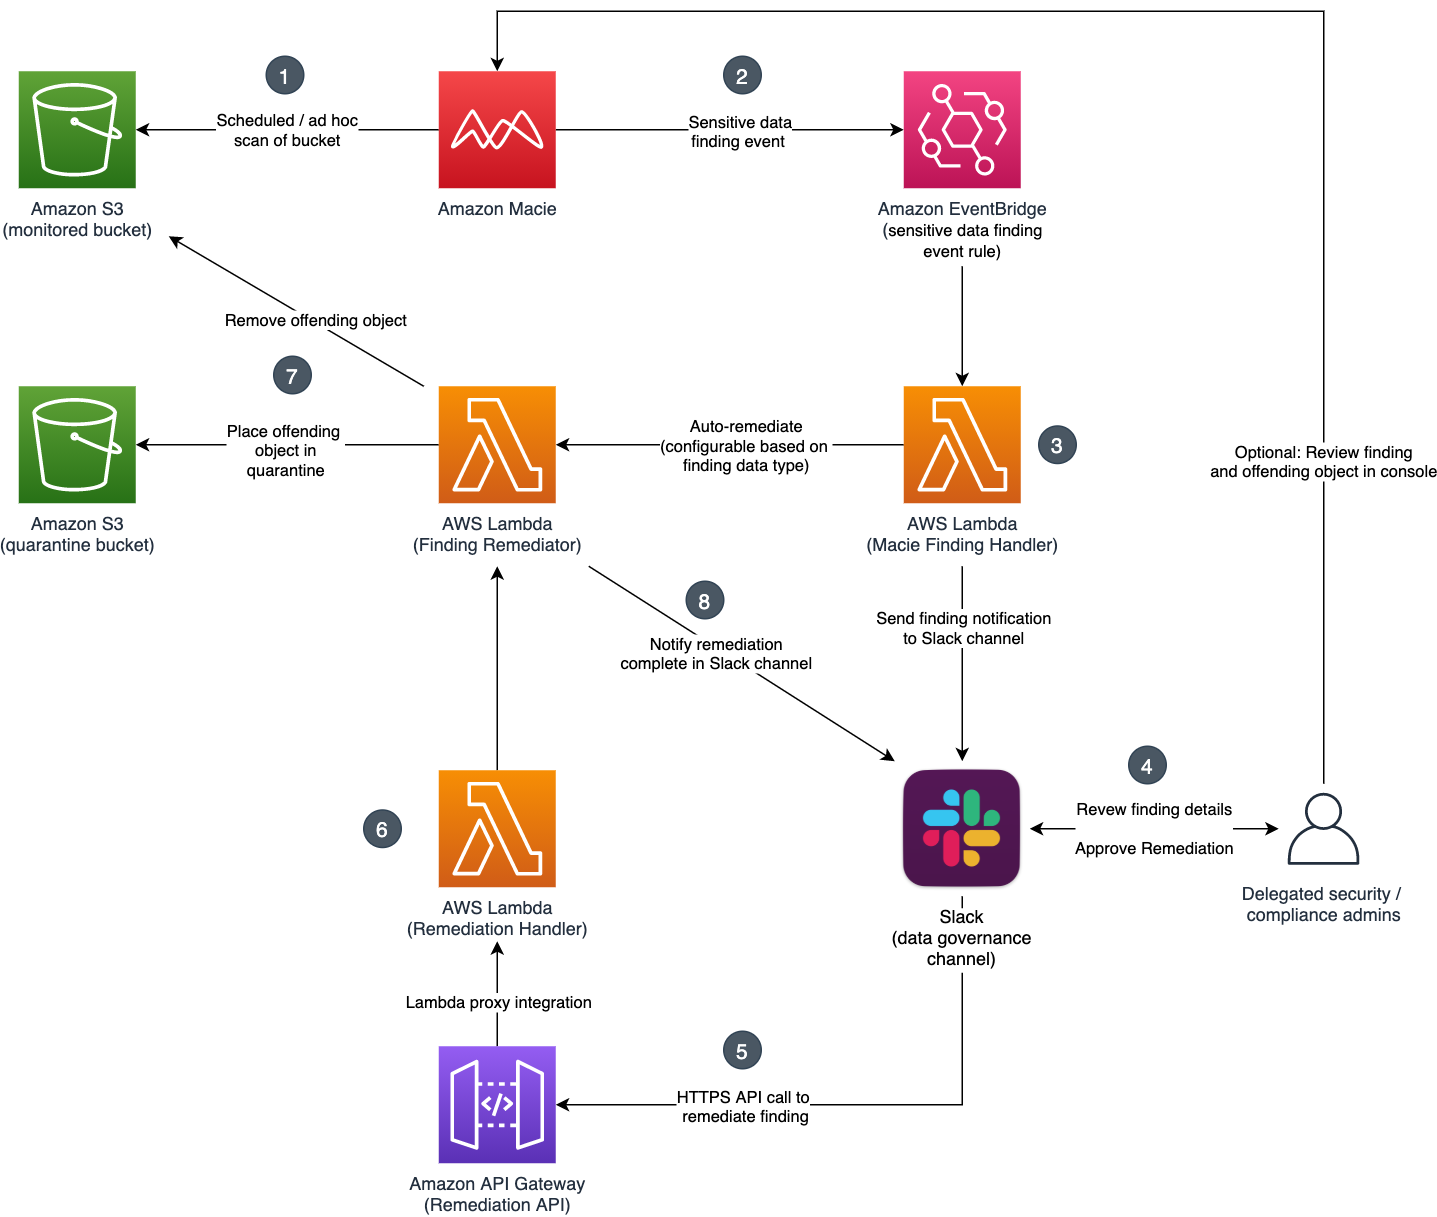 1
2
Scheduled / ad hoc
scan of bucket
Sensitive data
finding event
Amazon S3
(monitored bucket)
Amazon Macie
Amazon EventBridge
(sensitive data finding
event rule)
Remove offending object
7
Place offending
object in
quarantine
Auto-remediate
(configurable based on
finding data type)
3
Optional: Review finding
and offending object in console
Amazon S3
(quarantine bucket)
AWS Lambda
(Finding Remediator)
AWS Lambda
(Macie Finding Handler)
8
Notify remediation
complete in Slack channel
Send finding notification
to Slack channel
4
Revew finding details
Approve Remediation
6
AWS Lambda
(Remediation Handler)
Slack
(data governance
channel)
Delegated security /
compliance admins
Lambda proxy integration
5
HTTPS API call to
remediate finding
</>
Amazon API Gateway
(Remediation API)